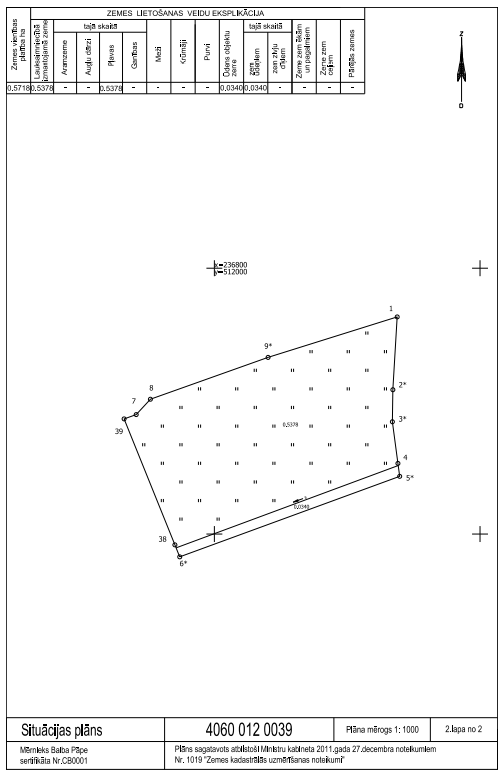 ZEMES LIETOŠANAS VEIDU EKSPLIKĀCIJA
Zemes vienības platība ha
Lauksaimniecībā izmantojamā zeme
tajā skaitā
Aramzeme
Augļu dārzi
Pļavas
Ganības
Meži
Krūmāji
Purvi
Ūdens objektu zeme
tajā skaitā
zem ūdeņiem
zem zivju dīķiem
Zeme zem ēkām un pagalmiem
Zeme zem ceļiem
Pārējās zemes
0.5718 0.5378 - - 0.5378 - - - - 0.0340 0.0340 - - - -
Z
D
x=236800
y=512000
1
9*
2*
8
7
3*
39
0.5378
4
5*
0.0340
38
6*
Situācijas plāns
4060 012 0039
Plāna mērogs 1: 1000
2.lapa no 2
Mērnieks Baiba Pāpe
sertifikāta Nr.CB0001
Plāns sagatavots atbilstoši Ministru kabineta 2011.gada 27.decembra noteikumiem
Nr. 1019 "Zemes kadastrālās uzmērīšanas noteikumi"